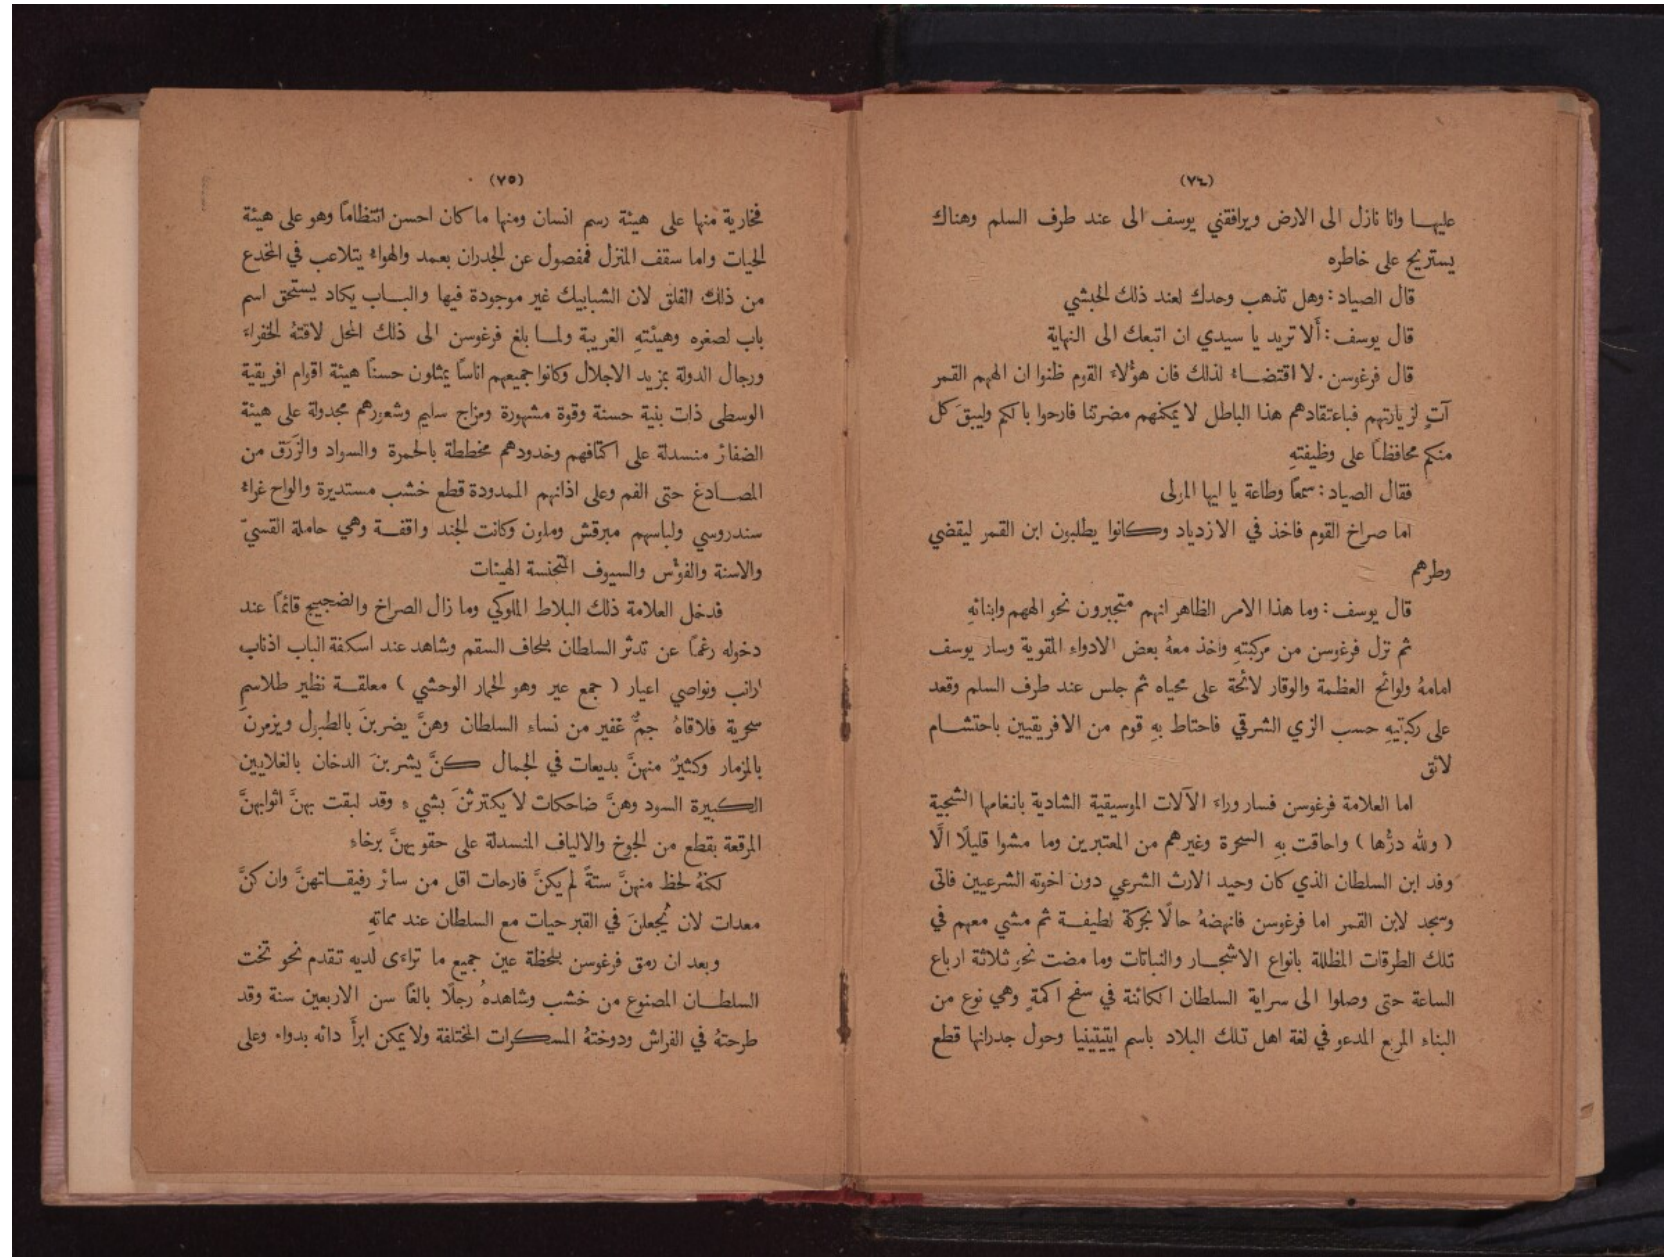 (٧٤)
عليها وانا نازل الى الارض ويرافقني يوسف الى عند طرف السلم وهناك
يستريح على خاطره
قال الصياد : وهل تذهب وحدك لعند ذلك الحبشي
قال يوسف : ألا تريد يا سيدي ان اتبعك الى النهاية
قال فرغوسن . لا اقتضاء لذلك فان هؤلاء القوم ظنوا ان الههم القمر
آتٍ لزيارتهم فباعتقادهم هذا الباطل لا يمكنهم مضرتنا فارحوا بالكم وليبقَ كل
منكم محافظاً على وظيفتهِ
فقال الصياد : سمعاً وطاعة يا ايها المولى
اما صراخ القوم فاخذ في الازدياد وكانوا يطلبون ابن القمر ليقضي
وطرهم
قال يوسف : وما هذا الامر الظاهر انهم متجبرون نحو الههم وابنائهِ
ثم نزل فرغوسن من مركبتهِ واخذ معهُ بعض الادواء المقوية وسار يوسف
امامهُ ولوائح العظمة والوقار لائحة على محياه ثم جلس عند طرف السلم وقعد
على ركبتيهِ حسب الزي الشرقي فاحتاط بهِ قوم من الافريقيين باحتشام
لائق
اما العلامة فرغوسن فسار وراء الآلات الموسيقية الشادية بانغامها الشجية
( ولله درُّها ) واحاقت بهِ السحرة وغيرهم من المعتبرين وما مشوا قليلًا الَّا
وفد ابن السلطان الذي كان وحيد الارث الشرعي دون اخوته الشرعيين فاتى
وسجد لابن القمر اما فرغوسن فانهضهُ حالًا بحركة لطيفة ثم مشي معهم في
تلك الطرقات المظللة بانواع الاشجار والنباتات وما مضت نحو ثلاثة ارباع
الساعة حتى وصلوا الى سراية السلطان الكائنة في سفح اكمةٍ وهي نوع من
البناء المربع المدعو في لغة اهل تلك البلاد باسم ايتيتينيا وحول جدرانها قطع
(٧٥)
فخارية منها على هيئة رسم انسان ومنها ما كان احسن انتظاماً وهو على هيئة
الحيات واما سقف المنزل فمفصول عن الجدران بعمد والهواء يتلاعب في المخدع
من ذلك الفلق لان الشبابيك غير موجودة فيها والباب يكاد يستحق اسم
باب لصغره وهيئتهِ الغريبة ولما بلغ فرغوسن الى ذلك المحل لاقتهُ الخفراء
ورجال الدولة بمزيد الاجلال وكانوا جميعهم اناساً يمثلون حسناً هيئة اقوام افريقية
الوسطى ذات بنية حسنة وقوة مشهورة ومزاج سليم وشعورهم مجدولة على هيئة
الضفائر منسدلة على اكتافهم وخدودهم مخططة بالحمرة والسواد والزَرَق من
المصادغ حتى الفم وعلى اذانهم الممدودة قطع خشب مستديرة والواح غراء
سندروسي ولباسهم مبرقش وملون وكانت الجند واقفة وهي حاملة القسيّ
والاسنة والفؤس والسيوف المتجنسة الهيئات
فدخل العلامة ذلك البلاط الملوكي وما زال الصراخ والضجيج قائمًا عند
دخوله رغمًا عن تدثر السلطان بلحاف السقم وشاهد عند اسكفة الباب اذناب
ارانب ونواصي اعيار ( جمع عير وهو الحمار الوحشي ) معلقة نظير طلاسم
سحرية فلاقاهُ جمٌّ غفير من نساءِ السلطان وهنَّ يضربنَ بالطبول ويزمرنَ
بالمزمار وكثيرٌ منهنَّ بديعات في الجمال كنَّ يشربنَ الدخان بالغلايين
الكبيرة السود وهنَّ ضاحكات لا يكترثنَ بشيء وقد لبقت بهنَّ اثوابهنَّ
المرقعة بقطع من الجوخ والالياف المنسدلة على حقويهنَّ برخاءِ
لكنهُ لحظ منهنَّ ستةً لم يكنَّ فارحات اقل من سائر رفيقاتهنَّ وان كنَّ
معدات لان يُجعلنَ في القبر حيات مع السلطان عند مماتهِ
وبعد ان رمق فرغوسن بلحظة عين جميع ما تراءى لديه تقدم نحو تخت
السلطان المصنوع من خشب وشاهدهُ رجلًا بالغًا سن الاربعين سنة وقد
طرحتهُ في الفراش ودوختهُ المسكرات المختلفة ولا يمكن ابرأ دائه بدواء وعلى